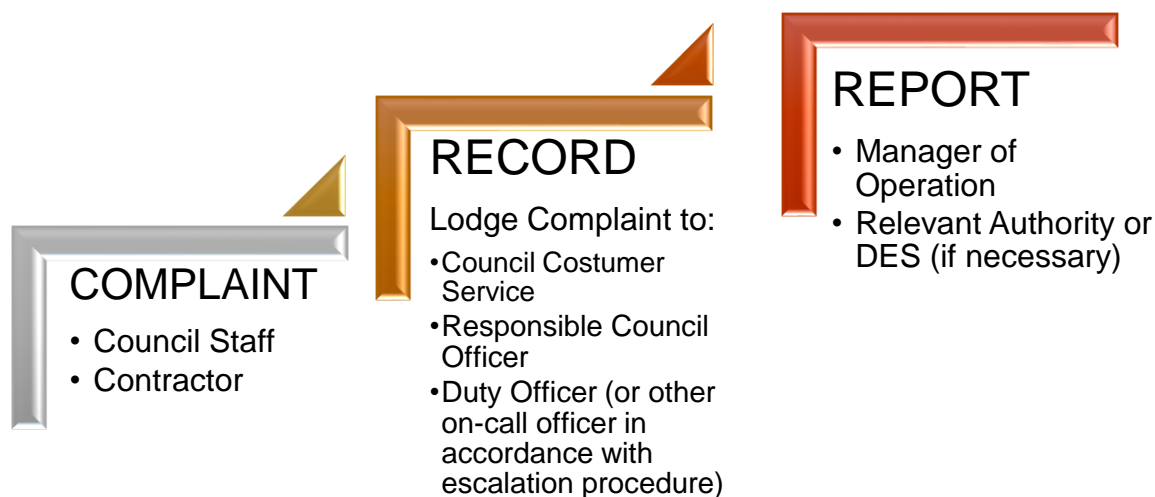 COMPLAINT
• Council Staff
• Contractor
RECORD
Lodge Complaint to:
•Council Costumer
Service
•Responsible Council
Officer
•Duty Officer (or other
on-call officer in
accordance with
escalation procedure)
REPORT
• Manager of
Operation
• Relevant Authority or
DES (if necessary)